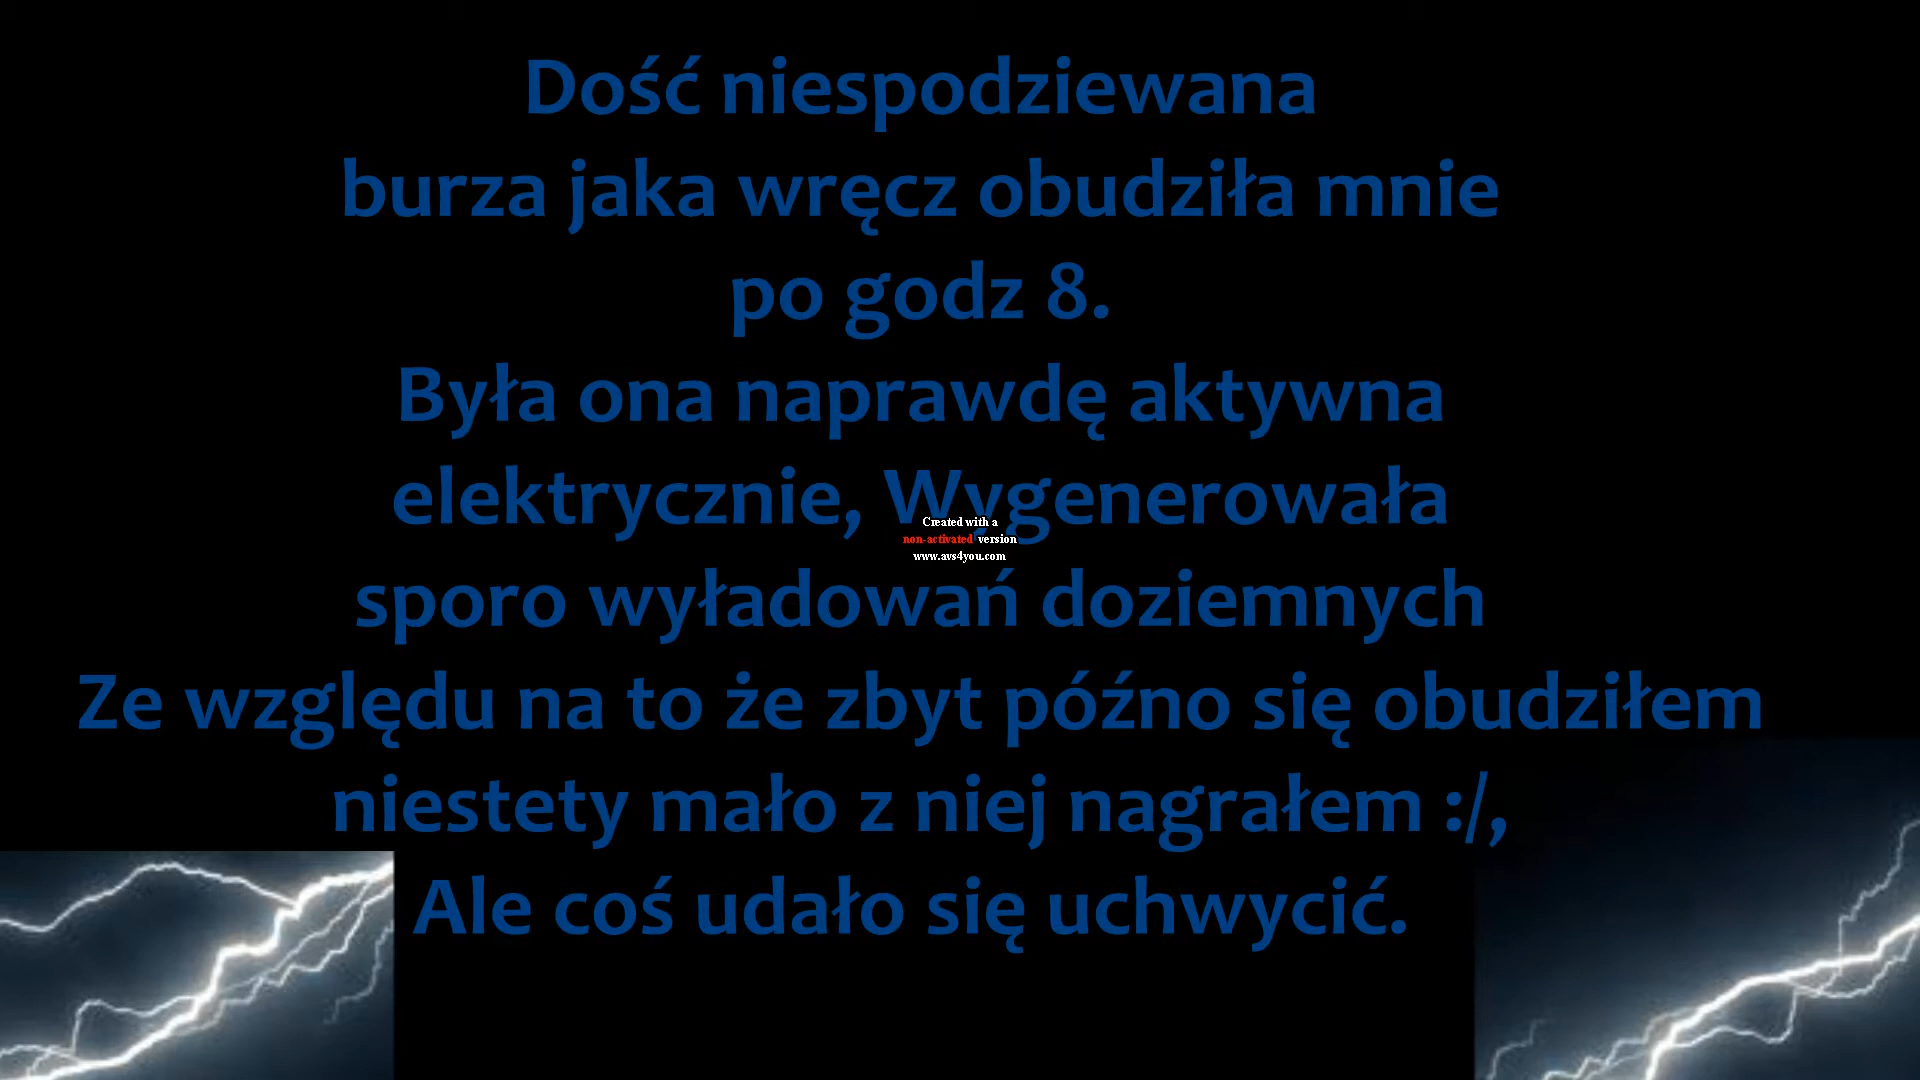 Dość niespodziewana
burza jaka wręcz obudziła mnie
po godz 8.
Była ona naprawdę aktywna
elektrycznie, Wygenerowała
Created with a
non-activated version
www.avs4you.com
sporo wyładowań doziemnych
Ze względu na to że zbyt późno się obudziłem
niestety mało z niej nagrałem :/,
Ale coś udało się uchwycić.